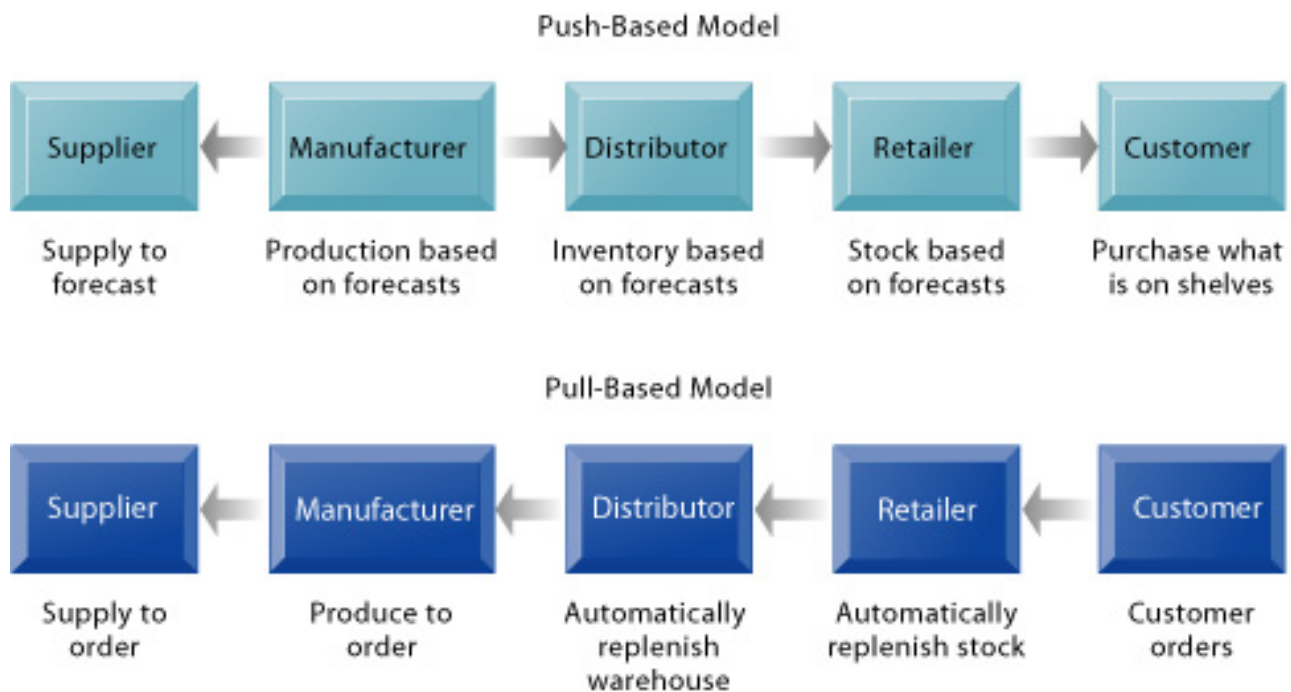 Push-Based Model
Supplier
Manufacturer
Distributor
Retailer
Customer
Supply to
forecast
Production based
on forecasts
Inventory based
on forecasts
Stock based
on forecasts
Purchase what
is on shelves
Pull-Based Model
Supplier
Manufacturer
Distributor
Retailer
Customer
Supply to
order
Produce to
order
Automatically
replenish
warehouse
Automatically
replenish stock
Customer
orders